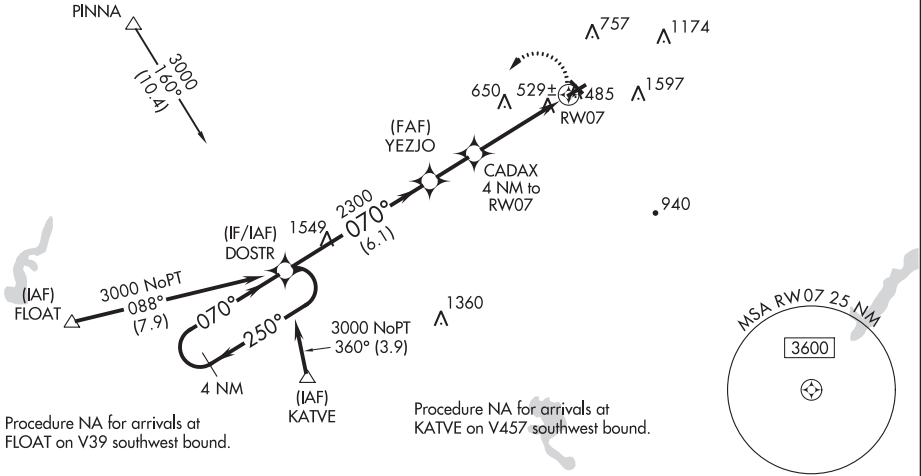 PINNA
3000
160°
(10.4)
757
1174
650
529±
485
1597
RW07
(FAF)
YEZJO
CADAX
4 NM to
RW07
940
2300
070°
(6.1)
1549
(IF/IAF)
DOSTR
3000 NoPT
088°
(7.9)
(IAF)
FLOAT
070°
250°
4 NM
1360
3000 NoPT
360° (3.9)
(IAF)
KATVE
MSA RW07 25 NM
3600
Procedure NA for arrivals at
FLOAT on V39 southwest bound.
Procedure NA for arrivals at
KATVE on V457 southwest bound.